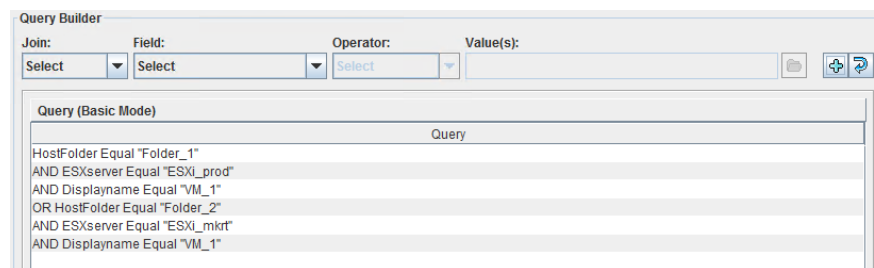 Query Builder
Join: Field: Operator: Value(s):
Select Select Select
Query (Basic Mode)
Query
HostFolder Equal "Folder_1"
AND ESXserver Equal "ESXi_prod"
AND Displayname Equal "VM_1"
OR HostFolder Equal "Folder_2"
AND ESXserver Equal "ESXi_mkrt"
AND Displayname Equal "VM_1"